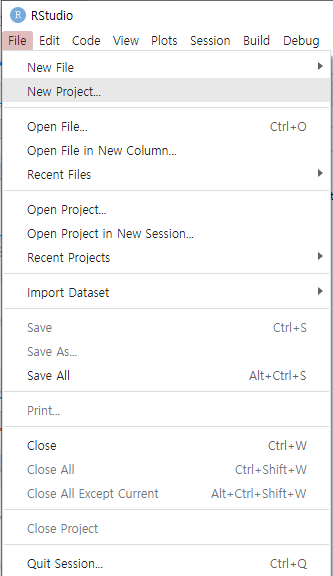 R RStudio
File Edit Code View Plots Session Build Debug
New File
New Project...
Open File... Ctrl+O
Open File in New Column...
Recent Files
Open Project...
Open Project in New Session...
Recent Projects
Import Dataset
Save Ctrl+S
Save As...
Save All Alt+Ctrl+S
Print...
Close Ctrl+W
Close All Ctrl+Shift+W
Close All Except Current Alt+Ctrl+Shift+W
Close Project
Quit Session... Ctrl+Q